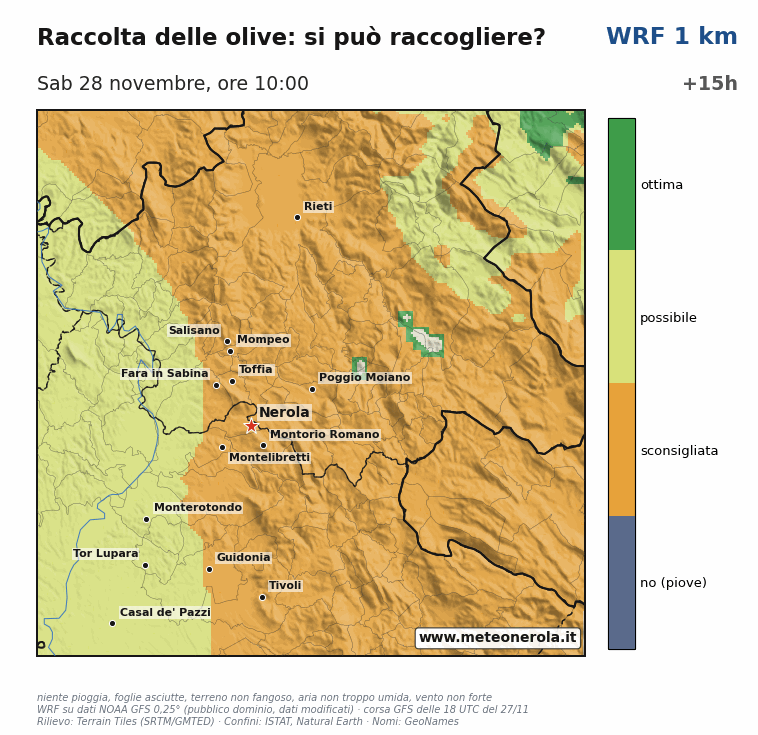 Raccolta delle olive: si può raccogliere?
WRF 1 km
Sab 28 novembre, ore 10:00
+15h
Rieti
Salisano
Mompeo
Toffia
Fara in Sabina
Poggio Moiano
Nerola
Montorio Romano
Montelibretti
Monterotondo
Tor Lupara
Guidonia
Tivoli
Casal de' Pazzi
www.meteonerola.it
ottima
possibile
sconsigliata
no (piove)
niente pioggia, foglie asciutte, terreno non fangoso, aria non troppo umida, vento non forte
WRF su dati NOAA GFS 0,25° (pubblico dominio, dati modificati) · corsa GFS delle 18 UTC del 27/11
Rilievo: Terrain Tiles (SRTM/GMTED) · Confini: ISTAT, Natural Earth · Nomi: GeoNames